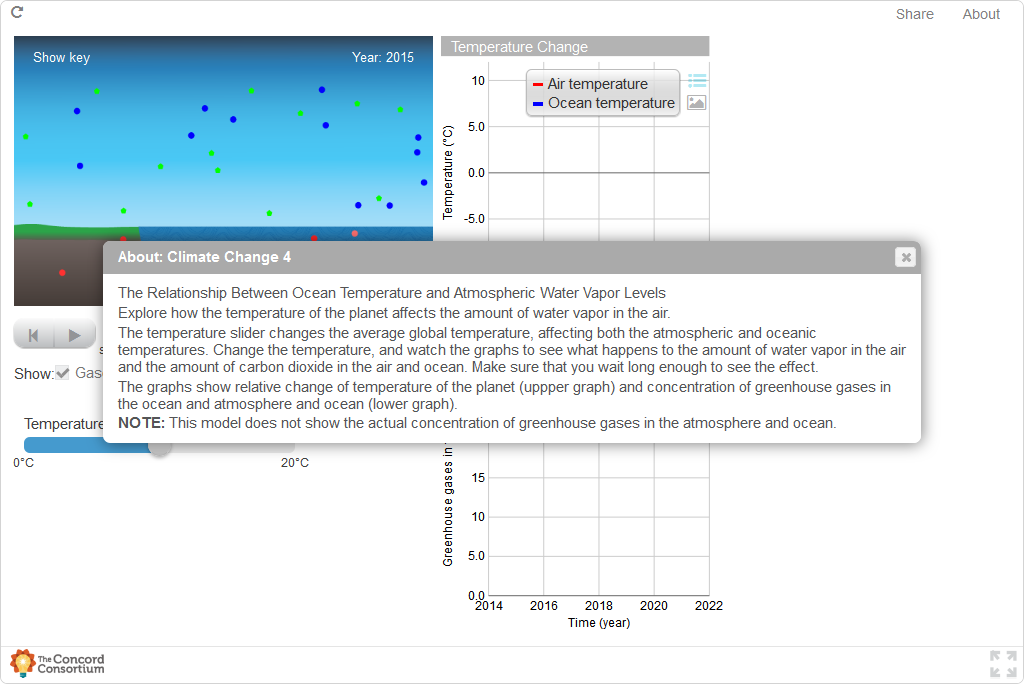 Share About
Show key
Year: 2015
Temperature Change
Air temperature
Ocean temperature
10
5.0
0.0
-5.0
Temperature (°C)
About: Climate Change 4
The Relationship Between Ocean Temperature and Atmospheric Water Vapor Levels
Explore how the temperature of the planet affects the amount of water vapor in the air.
The temperature slider changes the average global temperature, affecting both the atmospheric and oceanic
temperatures. Change the temperature, and watch the graphs to see what happens to the amount of water vapor in the air
and the amount of carbon dioxide in the air and ocean. Make sure that you wait long enough to see the effect.
The graphs show relative change of temperature of the planet (uppper graph) and concentration of greenhouse gases in
the ocean and atmosphere and ocean (lower graph).
NOTE: This model does not show the actual concentration of greenhouse gases in the atmosphere and ocean.
Show: Gase
Temperature
0°C
20°C
Greenhouse gases in
15
10
5.0
0.0
2014 2016 2018 2020 2022
Time (year)
The Concord
Consortium